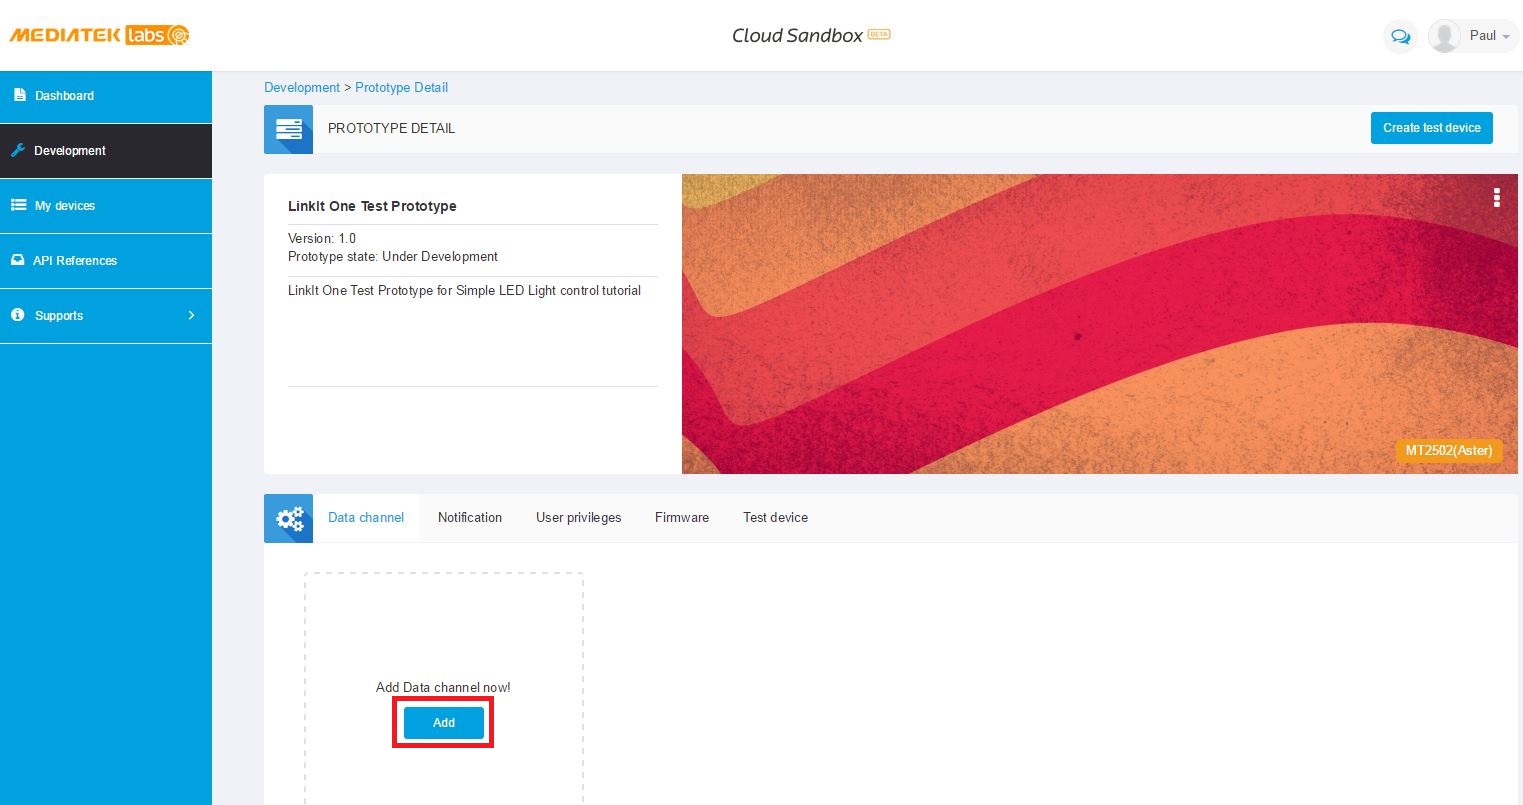 MEDIATEK labs
Cloud Sandbox BETA
Paul
Dashboard
Development
My devices
API References
Supports
Development > Prototype Detail
PROTOTYPE DETAIL
Create test device
LinkIt One Test Prototype
Version: 1.0
Prototype state: Under Development
LinkIt One Test Prototype for Simple LED Light control tutorial
MT2502(Aster)
Data channel
Notification
User privileges
Firmware
Test device
Add Data channel now!
Add